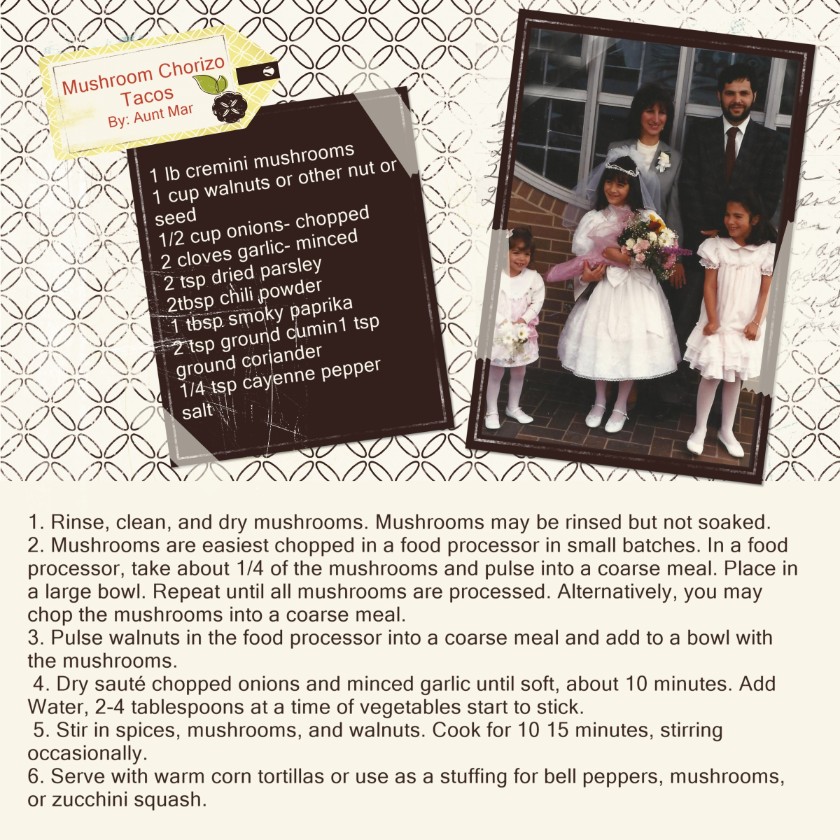 Mushroom Chorizo
Tacos
By: Aunt Mar
1 lb cremini mushrooms
1 cup walnuts or other nut or
seed
1/2 cup onions- chopped
2 cloves garlic- minced
2 tsp dried parsley
2tbsp chili powder
1 tbsp smoky paprika
2 tsp ground cumin1 tsp
ground coriander
1/4 tsp cayenne pepper
salt
1. Rinse, clean, and dry mushrooms. Mushrooms may be rinsed but not soaked.
2. Mushrooms are easiest chopped in a food processor in small batches. In a food
processor, take about 1/4 of the mushrooms and pulse into a coarse meal. Place in
a large bowl. Repeat until all mushrooms are processed. Alternatively, you may
chop the mushrooms into a coarse meal.
3. Pulse walnuts in the food processor into a coarse meal and add to a bowl with
the mushrooms.
4. Dry sauté chopped onions and minced garlic until soft, about 10 minutes. Add
Water, 2-4 tablespoons at a time of vegetables start to stick.
5. Stir in spices, mushrooms, and walnuts. Cook for 10 15 minutes, stirring
occasionally.
6. Serve with warm corn tortillas or use as a stuffing for bell peppers, mushrooms,
or zucchini squash.